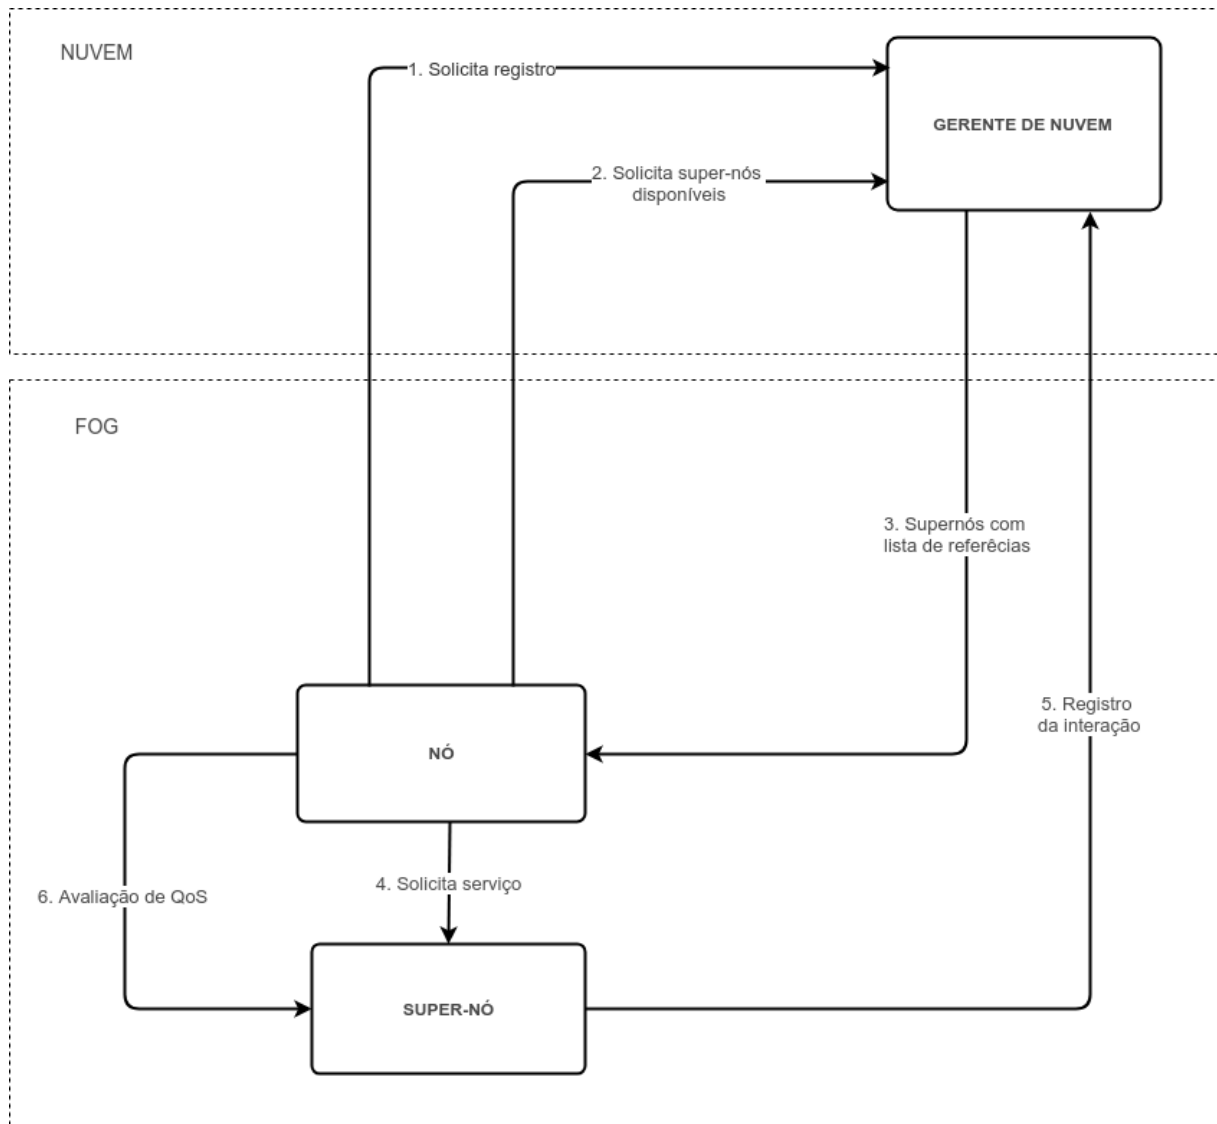 NUVEM
1. Solicita registro
GERENTE DE NUVEM
2. Solicita super-nós
disponíveis
FOG
3. Supernós com
lista de referêcias
5. Registro
da interação
NÓ
4. Solicita serviço
6. Avaliação de QoS
SUPER-NÓ